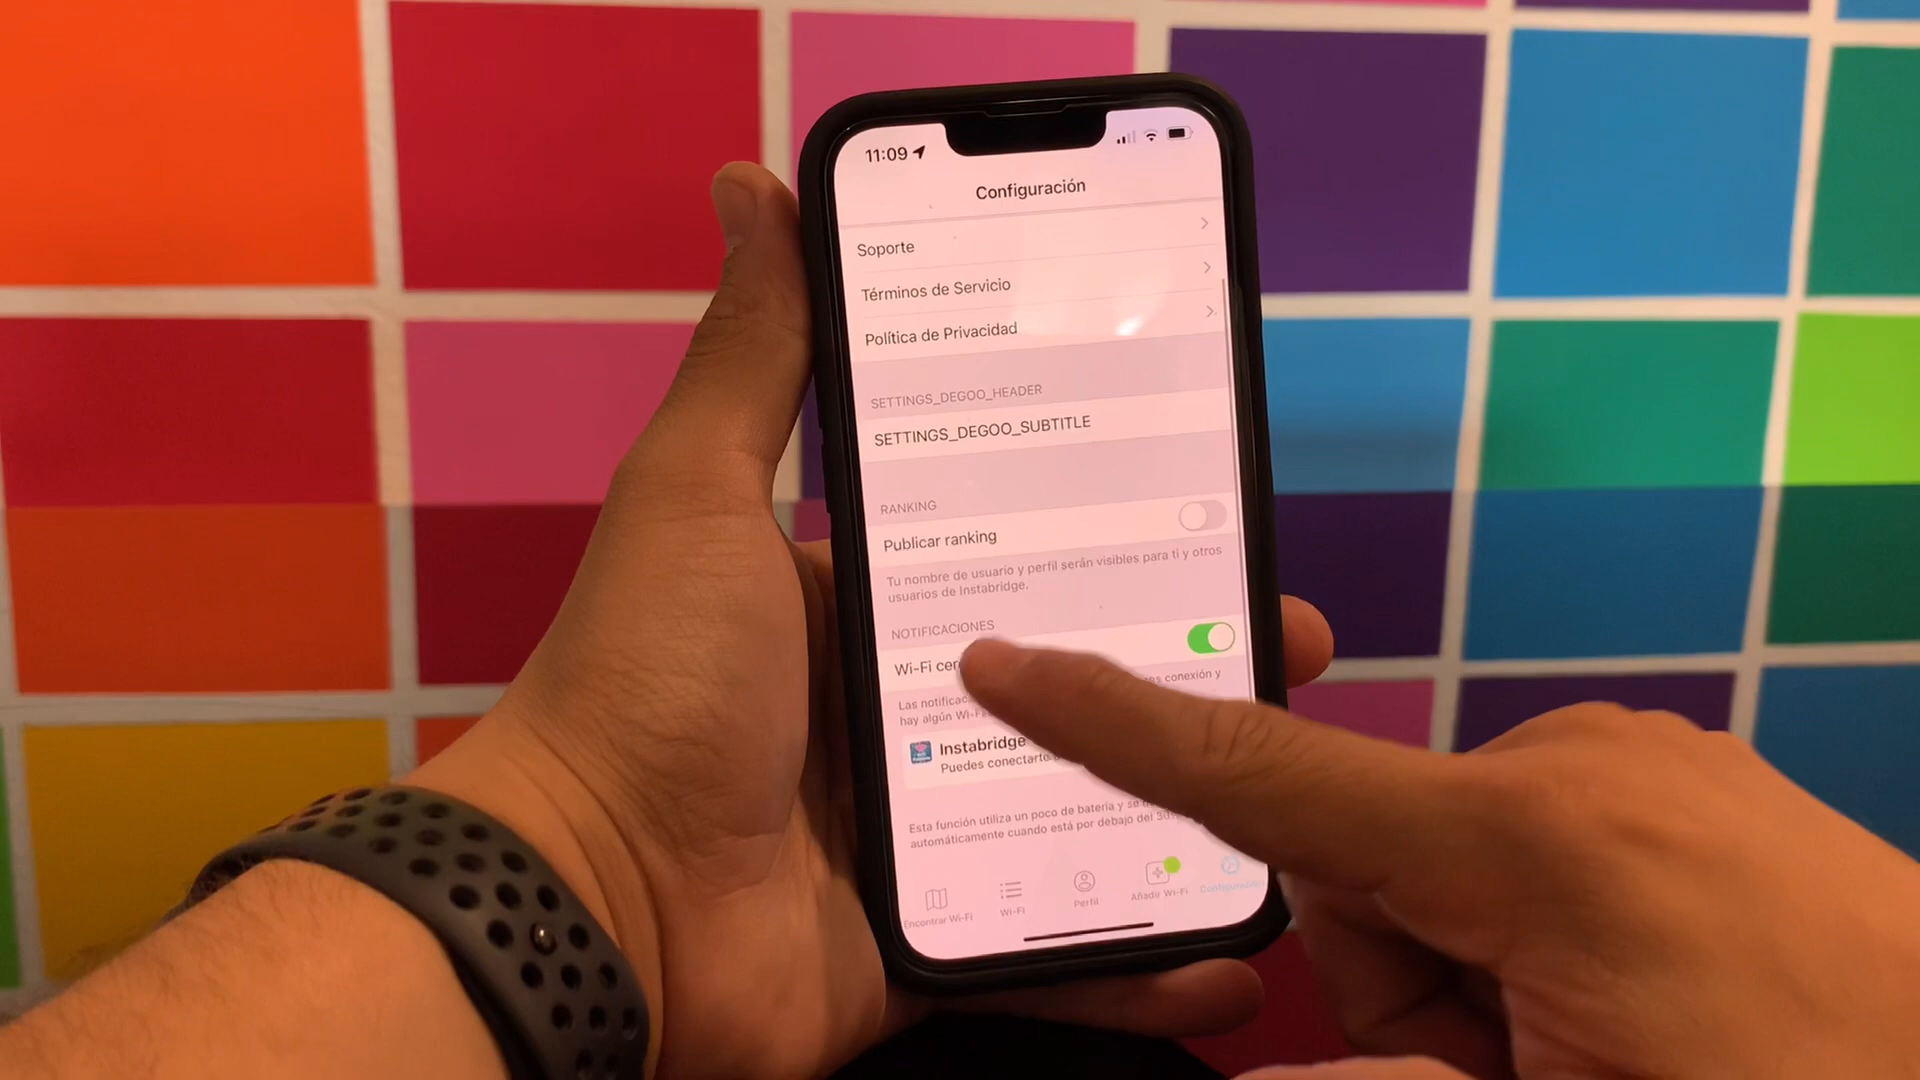 11:09
Configuración
Soporte
Términos de Servicio
Política de Privacidad
SETTINGS_DEGOO_HEADER
SETTINGS_DEGOO_SUBTITLE
RANKING
Publicar ranking
Tu nombre de usuario y perfil serán visibles para ti y otros
usuarios de Instabridge.
NOTIFICACIONES
Wi-Fi
conexión y
Las
hay algún Wi-Fi
Instabridge
Puedes conectarte
Esta función utiliza un poco de batería y se
automáticamente cuando está por debajo del
Encontrar Wi-Fi
Wi-Fi
Perfil
Añadir Wi-Fi
Configuración